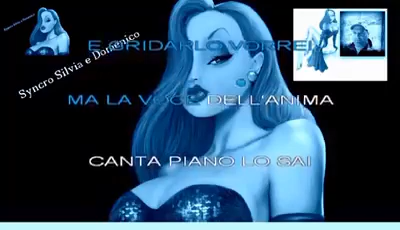 E GRIDARLO VORREI
Syncro Silvia e Domenico
MA LA VOCE DELL'ANIMA
CANTA PIANO LO SAI